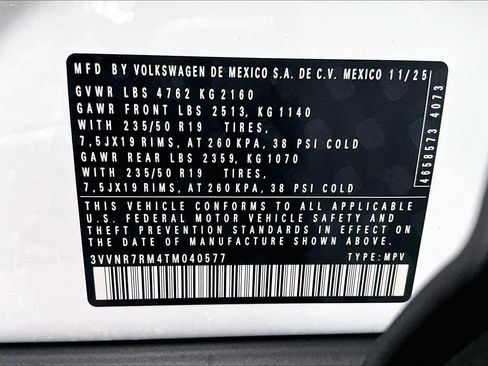 MFD BY VOLKSWAGEN DE MEXICO S.A. DE C.V. MEXICO 11/25
GVWR LBS 4762 KG 2160
GAWR FRONT LBS 2513, KG 1140
WITH 235/50 R19 TIRES,
7,5JX19 RIMS, AT 260 KPA, 38 PSI COLD
GAWR REAR LBS 2359, KG 1070
WITH 235/50 R19 TIRES,
7,5JX19 RIMS, AT 260 KPA, 38 PSI COLD
THIS VEHICLE CONFORMS TO ALL APPLICABLE
U.S. FEDERAL MOTOR VEHICLE SAFETY AND
THEFT PREVENTION STANDARDS IN EFFECT ON THE
DATE OF MANUFACTURE SHOWN ABOVE.
3VVNR7RM4TM040577 TYPE: MPV
4658573 4073